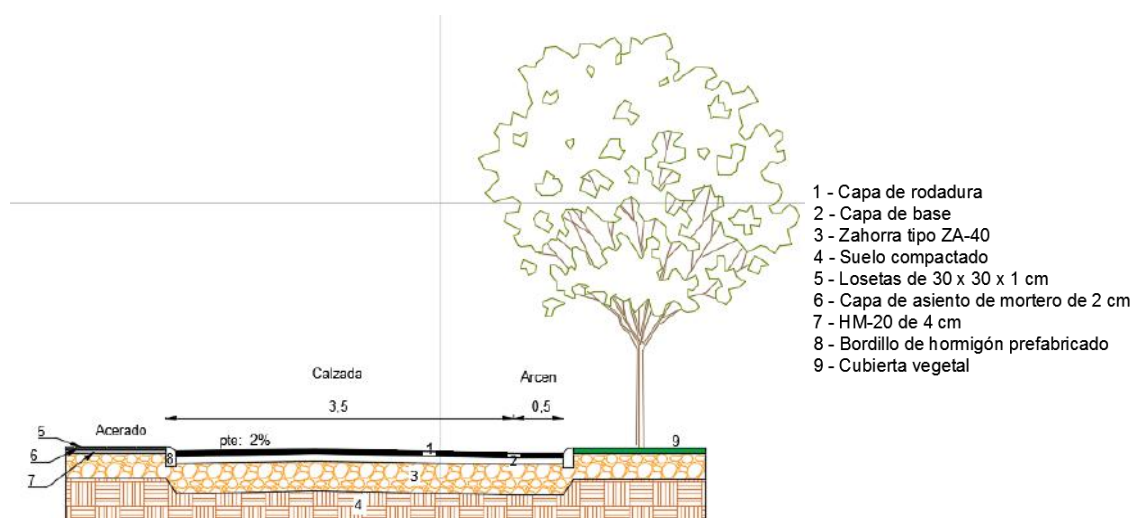 1 - Capa de rodadura
2 - Capa de base
3 - Zahorra tipo ZA-40
4 - Suelo compactado
5 - Losetas de 30 x 30 x 1 cm
6 - Capa de asiento de mortero de 2 cm
7 - HM-20 de 4 cm
8 - Bordillo de hormigón prefabricado
9 - Cubierta vegetal
Calzada
Arcen
3,5
0,5
Acerado
pte: 2%
5
6
7
8
1
2
9
3
4